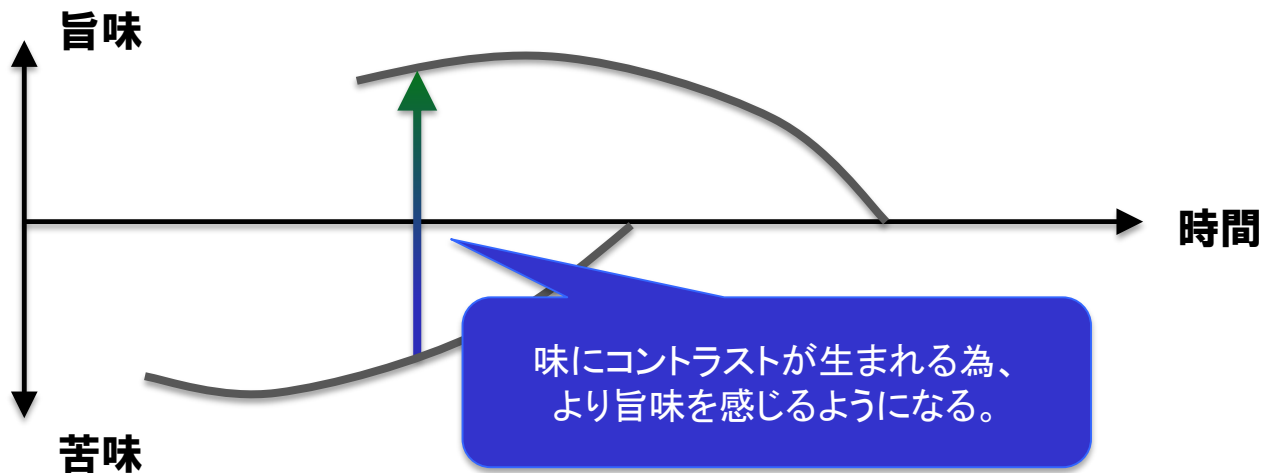 旨味
時間
味にコントラストが生まれる為、
より旨味を感じるようになる。
苦味